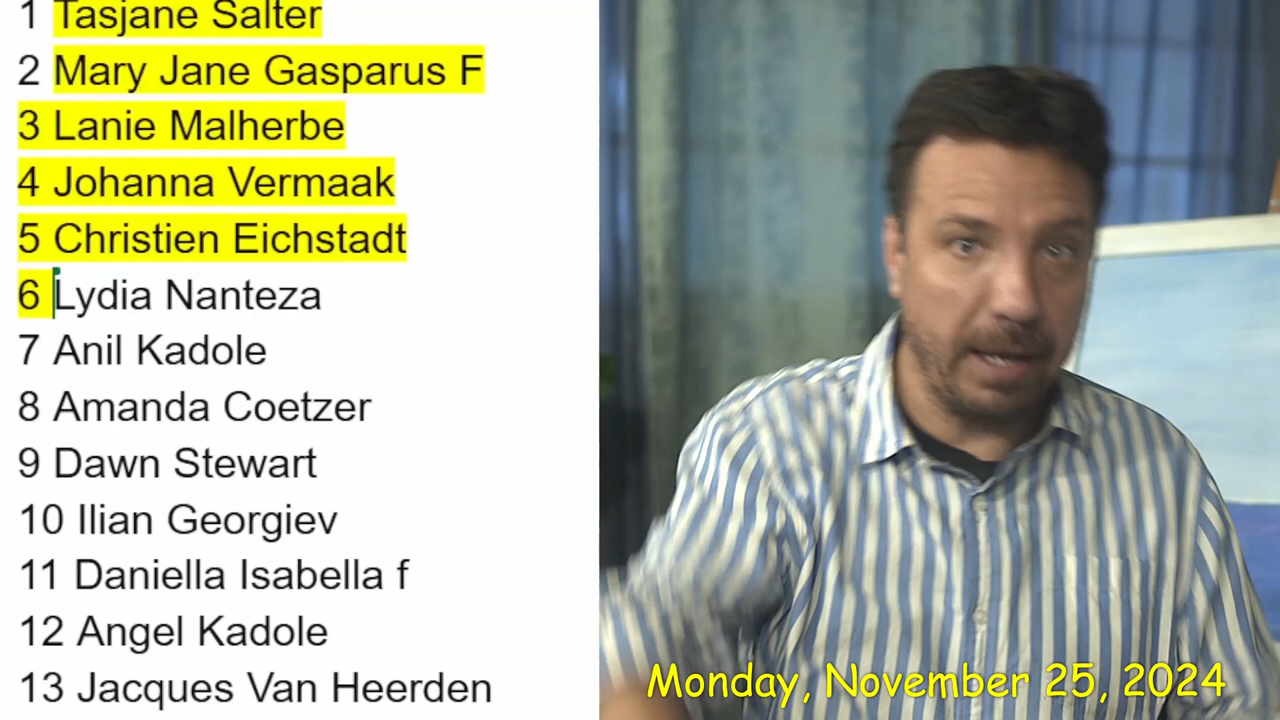 1 Tasjane Salter
2 Mary Jane Gasparus F
3 Lanie Malherbe
4 Johanna Vermaak
5 Christien Eichstadt
6 Lydia Nanteza
7 Anil Kadole
8 Amanda Coetzer
9 Dawn Stewart
10 Ilian Georgiev
11 Daniella Isabella f
12 Angel Kadole
13 Jacques Van Heerden
Monday, November 25, 2024